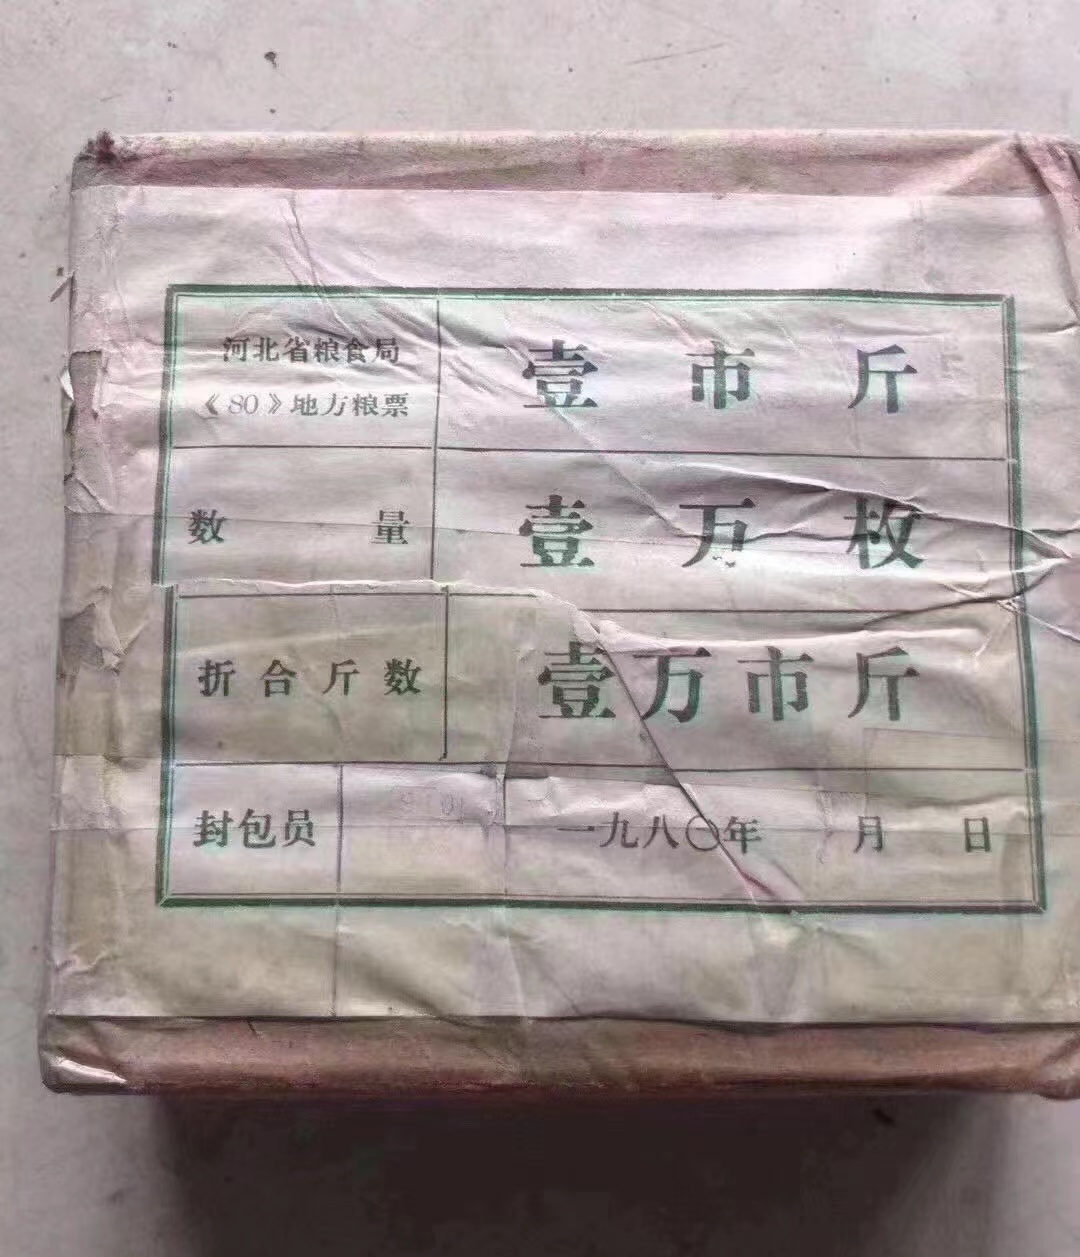 河北省粮食局
《80》地方粮票
壹市斤
数量
壹万枚
折合斤数
壹万市斤
封包员
一九八〇年 月 日